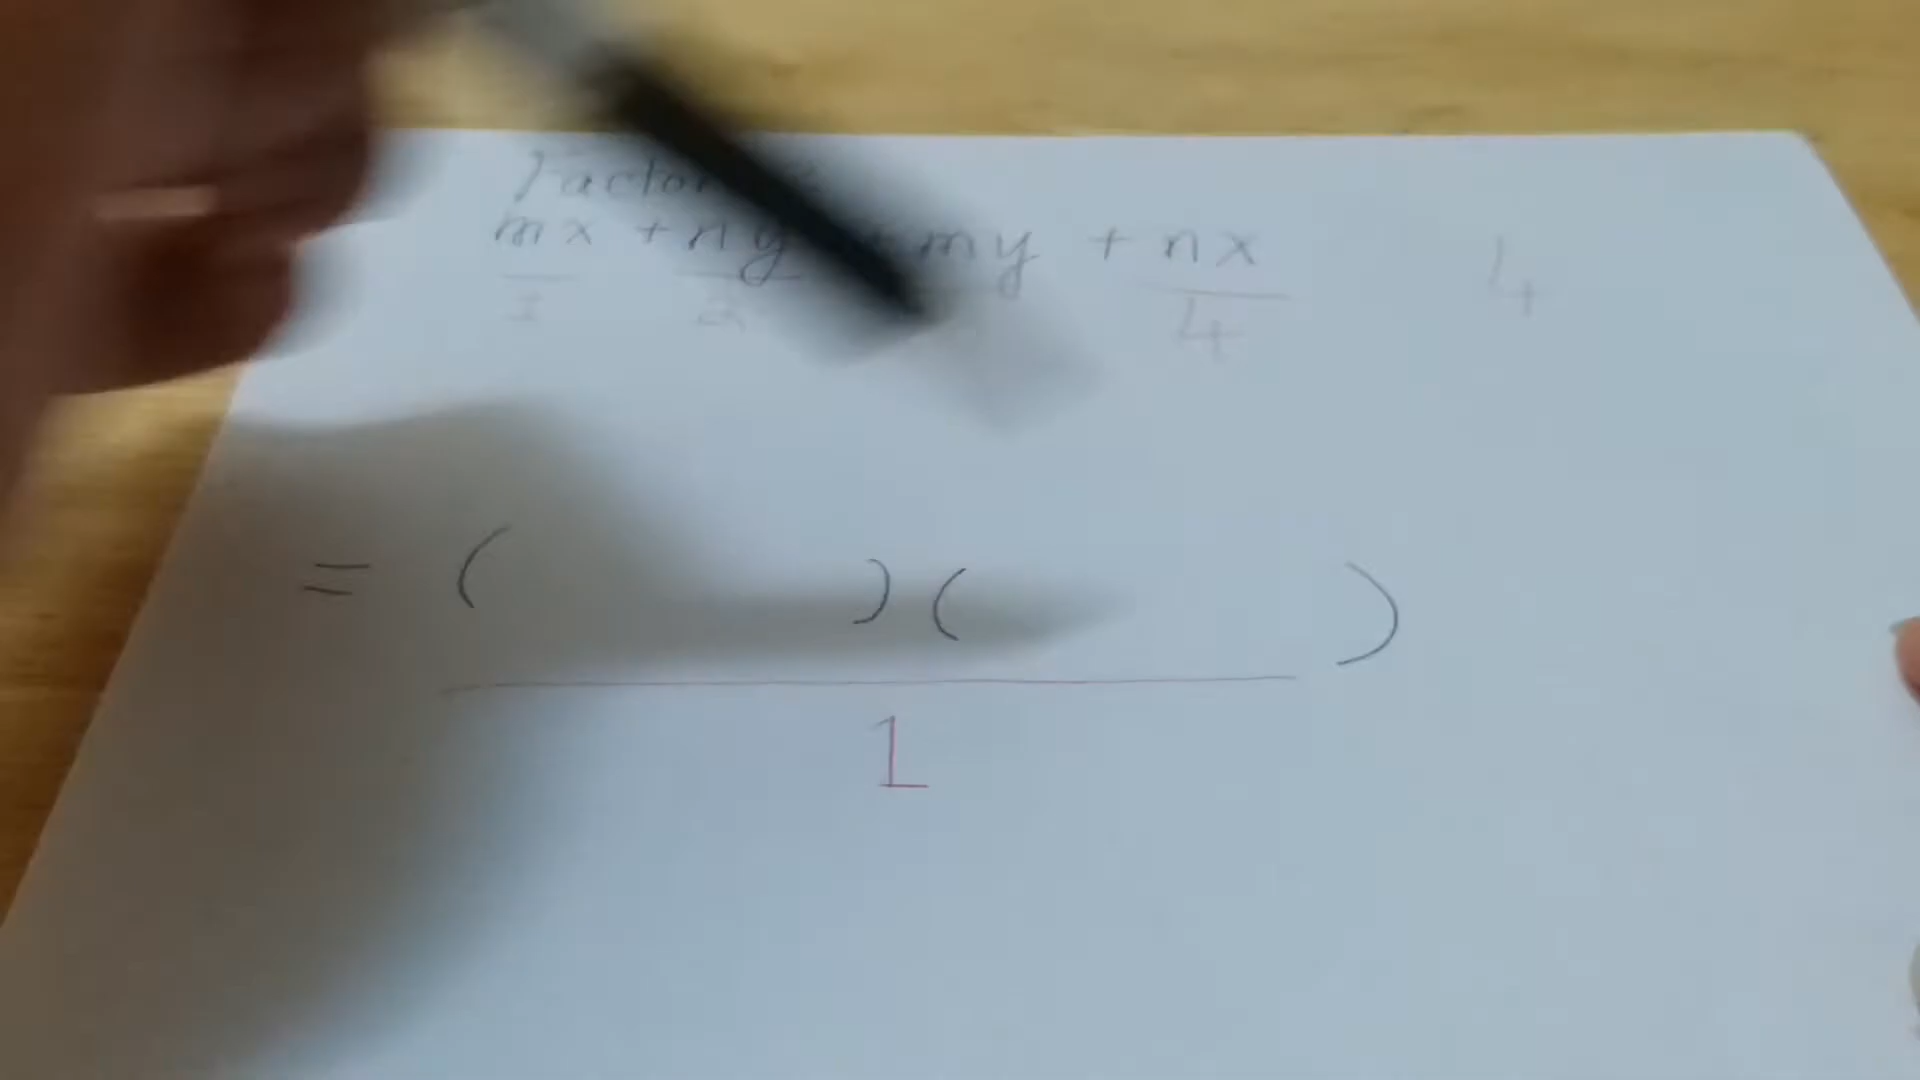 mx + ny + my + nx 4
1 2 4
= ( ) ( )
1